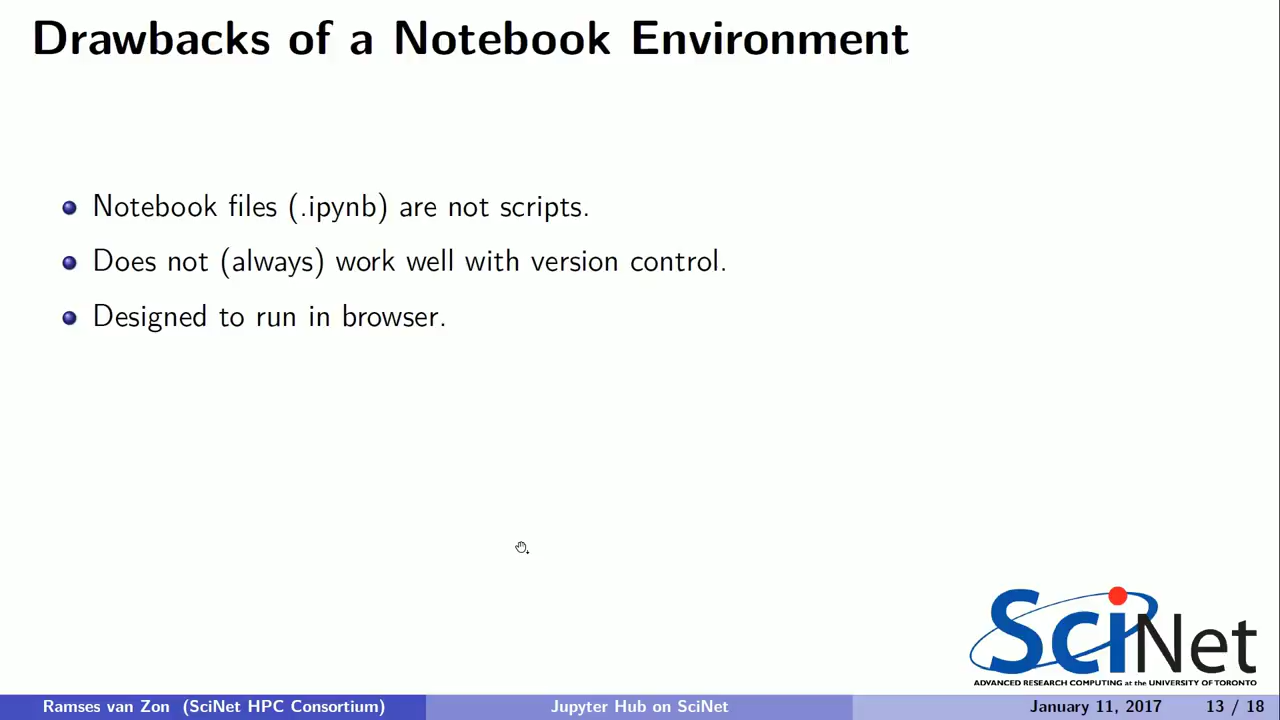 Drawbacks of a Notebook Environment
Notebook files (.ipynb) are not scripts.
Does not (always) work well with version control.
Designed to run in browser.
SciNet
ADVANCED RESEARCH COMPUTING at the UNIVERSITY OF TORONTO
Ramses van Zon (SciNet HPC Consortium) Jupyter Hub on SciNet January 11, 2017 13 / 18